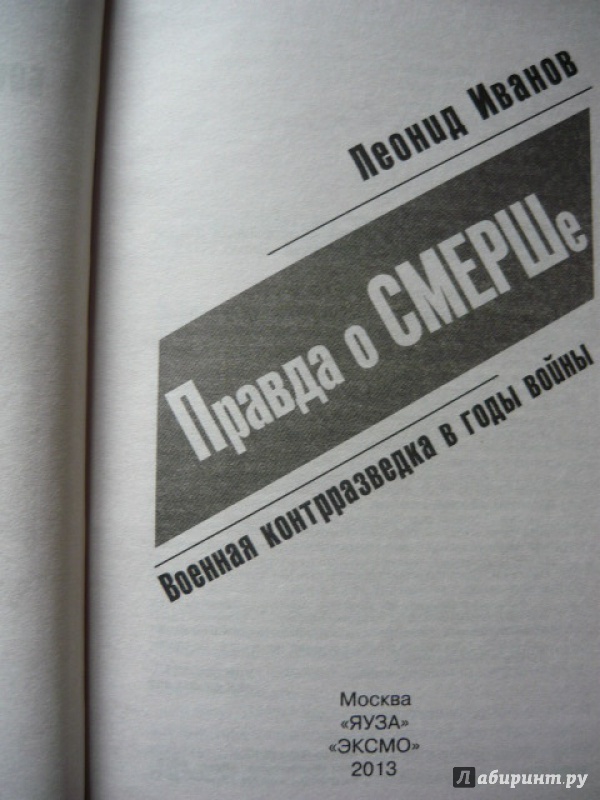 Леонид Иванов
Правда о СМЕРШе
Военная контрразведка в годы войны
Москва
«ЯУЗА»
«ЭКСМО»
2013
Лабиринт.ру